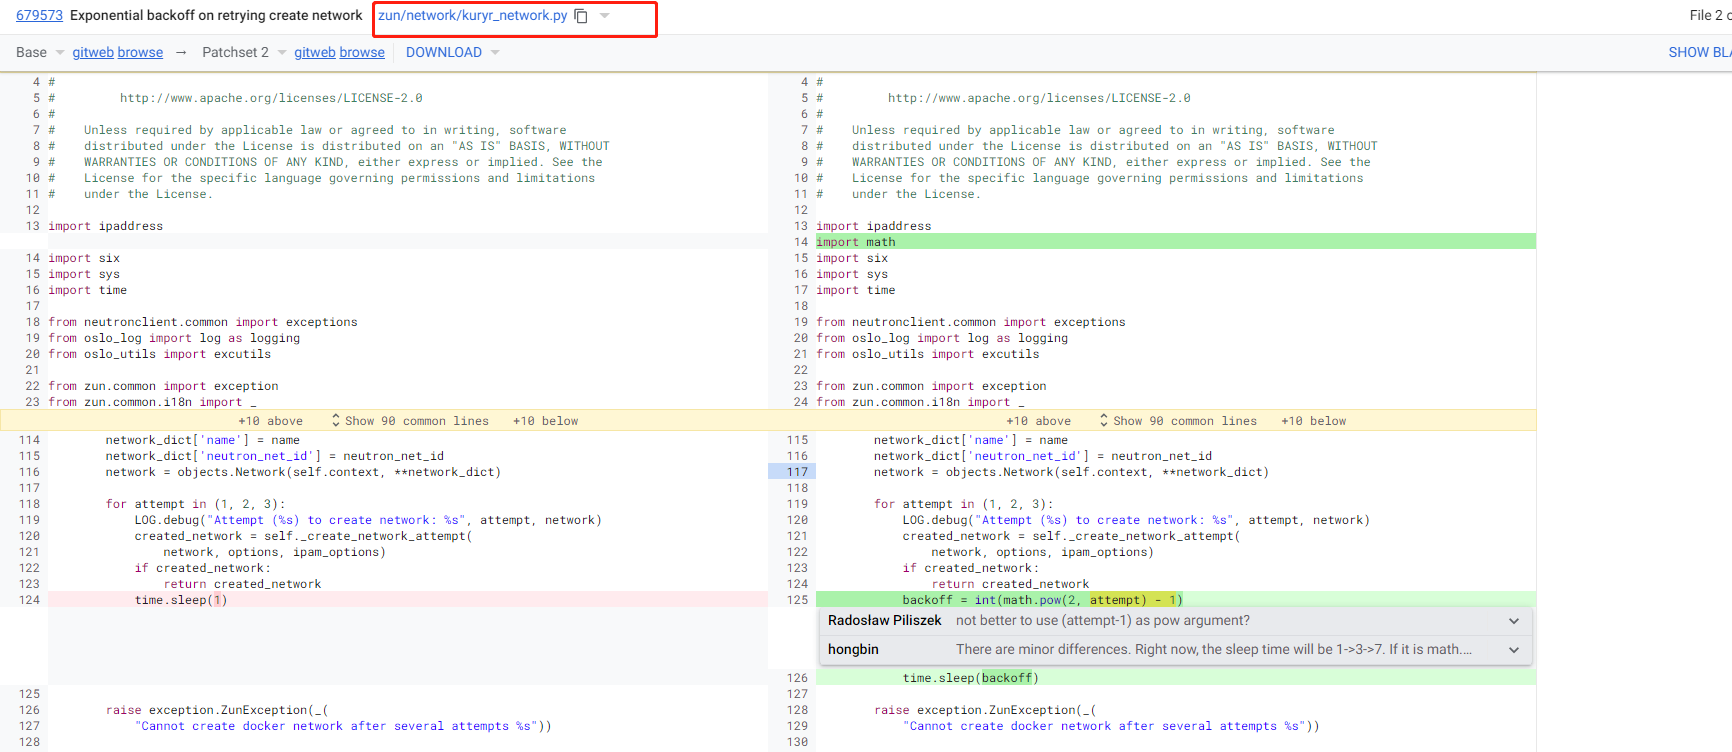 679573 Exponential backoff on retrying create network zun/network/kuryr_network.py File 2 o
Base gitweb browse → Patchset 2 gitweb browse DOWNLOAD SHOW BLA
4 #
5 # http://www.apache.org/licenses/LICENSE-2.0
6 #
7 # Unless required by applicable law or agreed to in writing, software
8 # distributed under the License is distributed on an "AS IS" BASIS, WITHOUT
9 # WARRANTIES OR CONDITIONS OF ANY KIND, either express or implied. See the
10 # License for the specific language governing permissions and limitations
11 # under the License.
12
13 import ipaddress
14 import six
15 import sys
16 import time
17
18 from neutronclient.common import exceptions
19 from oslo_log import log as logging
20 from oslo_utils import excutils
21
22 from zun.common import exception
23 from zun.common.i18n import _
+10 above Show 90 common lines +10 below
114 network_dict['name'] = name
115 network_dict['neutron_net_id'] = neutron_net_id
116 network = objects.Network(self.context, **network_dict)
117
118 for attempt in (1, 2, 3):
119 LOG.debug("Attempt (%s) to create network: %s", attempt, network)
120 created_network = self._create_network_attempt(
121 network, options, ipam_options)
122 if created_network:
123 return created_network
124 time.sleep(1)
125
126 raise exception.ZunException(_(
127 "Cannot create docker network after several attempts %s"))
128
4 #
5 # http://www.apache.org/licenses/LICENSE-2.0
6 #
7 # Unless required by applicable law or agreed to in writing, software
8 # distributed under the License is distributed on an "AS IS" BASIS, WITHOUT
9 # WARRANTIES OR CONDITIONS OF ANY KIND, either express or implied. See the
10 # License for the specific language governing permissions and limitations
11 # under the License.
12
13 import ipaddress
14 import math
15 import six
16 import sys
17 import time
18
19 from neutronclient.common import exceptions
20 from oslo_log import log as logging
21 from oslo_utils import excutils
22
23 from zun.common import exception
24 from zun.common.i18n import _
+10 above Show 90 common lines +10 below
115 network_dict['name'] = name
116 network_dict['neutron_net_id'] = neutron_net_id
117 network = objects.Network(self.context, **network_dict)
118
119 for attempt in (1, 2, 3):
120 LOG.debug("Attempt (%s) to create network: %s", attempt, network)
121 created_network = self._create_network_attempt(
122 network, options, ipam_options)
123 if created_network:
124 return created_network
125 backoff = int(math.pow(2, attempt) - 1)
Radosław Piliszek not better to use (attempt-1) as pow argument?
hongbin There are minor differences. Right now, the sleep time will be 1->3->7. If it is math....
126 time.sleep(backoff)
127
128 raise exception.ZunException(_(
129 "Cannot create docker network after several attempts %s"))
130